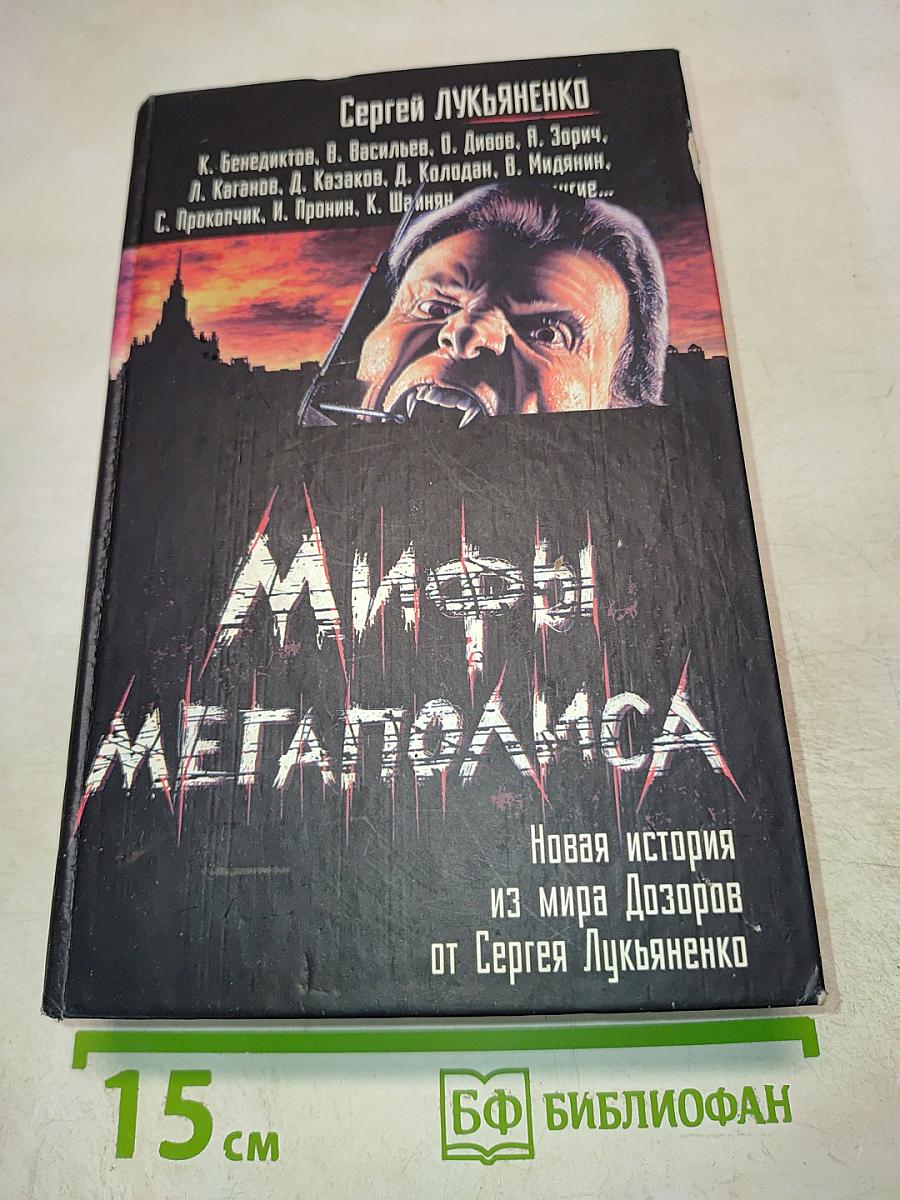 Сергей ЛУКЬЯНЕНКО
К. Бенедиктов, В. Васильев, О. Дивов, А. Зорич,
Л. Каганов, Д. Казаков, Д. Колодан, В. Мидянин,
С. Прокопчик, И. Пронин, К. Шаинян
МИФЫ
МЕГАПОЛИСА
Новая история
из мира Дозоров
от Сергея Лукьяненко
15 см
БФ БИБЛИОФАН